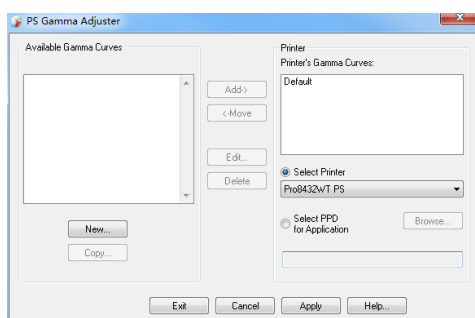 PS Gamma Adjuster
Available Gamma Curves
Add->
<-Move
Edit...
Delete
New...
Copy...
Printer
Printer's Gamma Curves:
Default
Select Printer
Pro8432WT PS
Select PPD
for Application
Browse...
Exit
Cancel
Apply
Help...